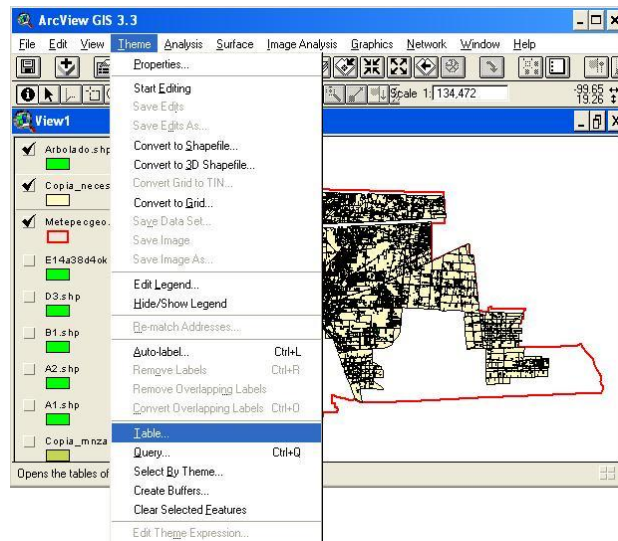 ArcView GIS 3.3
File Edit View Theme Analysis Surface Image Analysis Graphics Network Window Help
Properties...
Start Editing
Save Edits
Save Edits As...
Convert to Shapefile...
Convert to 3D Shapefile...
Convert Grid to TIN...
Convert to Grid...
Save Data Set...
Save Image
Save Image As...
Edit Legend...
Hide/Show Legend
Re-match Addresses...
Auto-label... Ctrl+L
Remove Labels Ctrl+R
Remove Overlapping Labels
Convert Overlapping Labels Ctrl+O
Table...
Query... Ctrl+Q
Select By Theme...
Create Buffers...
Clear Selected Features
Edit Theme Expression...
Scale 1: 134,472
-99.65
19.26
View1
Arbolado.shp
Copia_neces
Metepecgeo.
E14a38d4ok
D3.shp
B1.shp
A2.shp
A1.shp
Copia_mnza
Opens the tables of